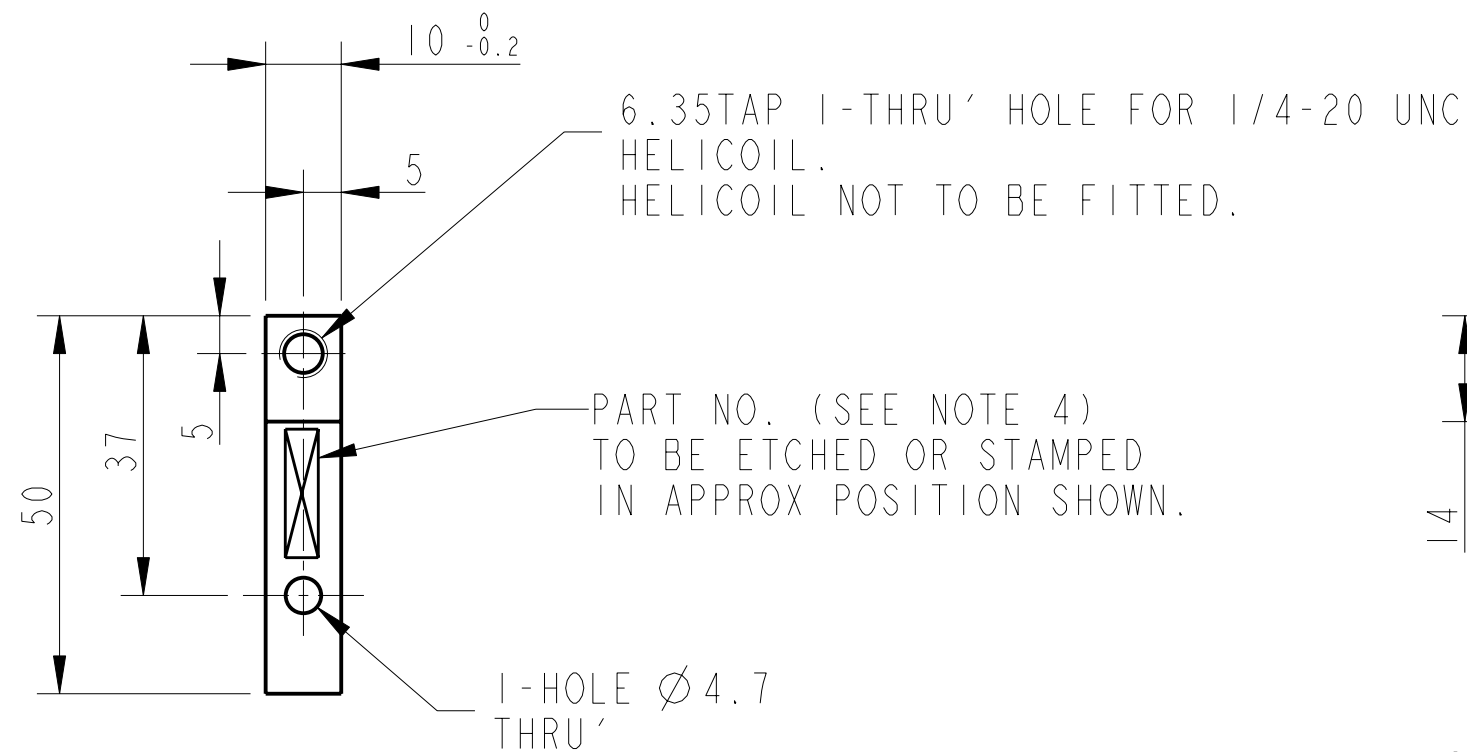 10 0 -0.2
6.35TAP 1-THRU' HOLE FOR 1/4-20 UNC
HELICOIL.
HELICOIL NOT TO BE FITTED.
5
5
37
50
PART NO. (SEE NOTE 4)
TO BE ETCHED OR STAMPED
IN APPROX POSITION SHOWN.
14
1-HOLE Ø4.7
THRU'